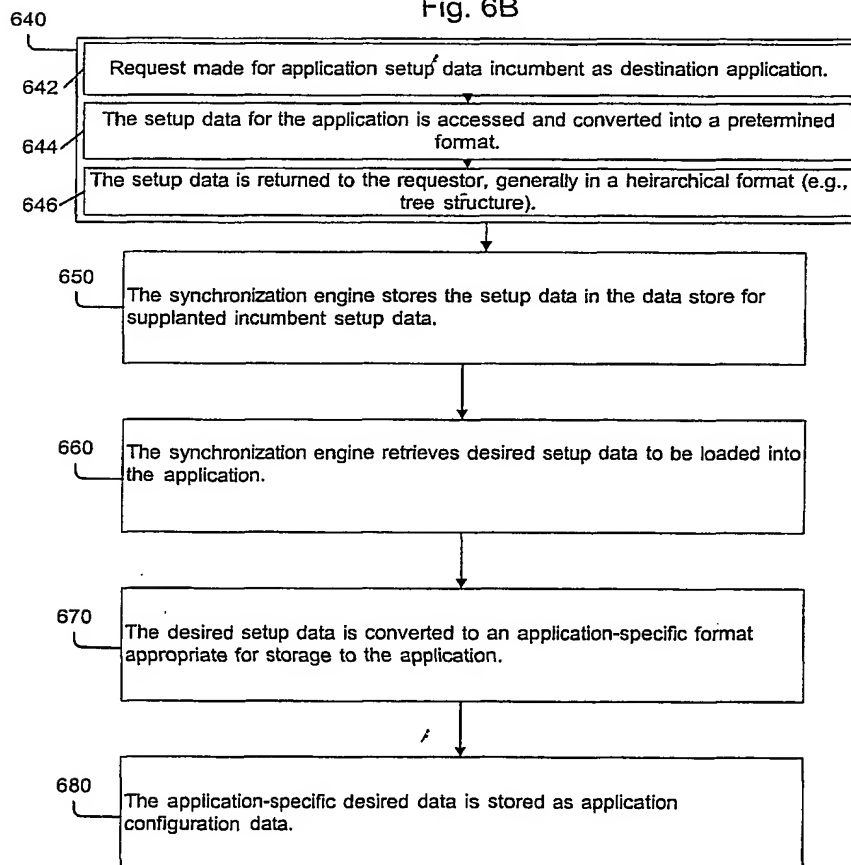 Fig. 6B
640
642
Request made for application setup data incumbent as destination application.
644
The setup data for the application is accessed and converted into a pretermined
format.
646
The setup data is returned to the requestor, generally in a heirarchical format (e.g.,
tree structure).
650
The synchronization engine stores the setup data in the data store for
supplanted incumbent setup data.
660
The synchronization engine retrieves desired setup data to be loaded into
the application.
670
The desired setup data is converted to an application-specific format
appropriate for storage to the application.
680
The application-specific desired data is stored as application
configuration data.